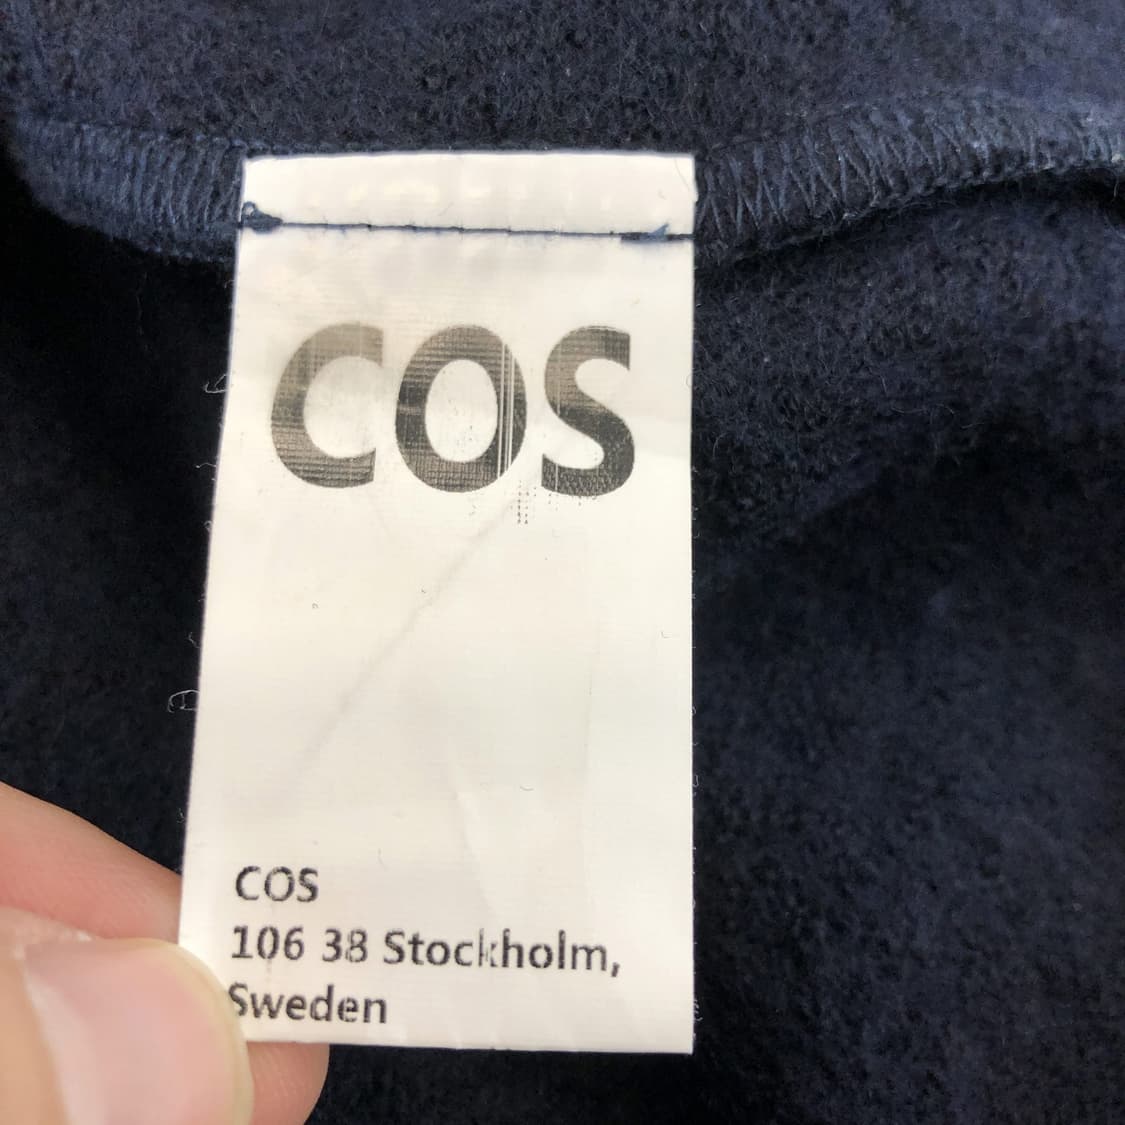 COS
COS
106 38 Stockholm,
Sweden